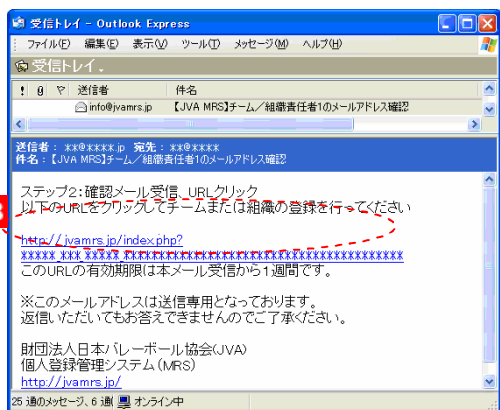 受信トレイ - Outlook Express
ファイル(F) 編集(E) 表示(V) ツール(T) メッセージ(M) ヘルプ(H)
受信トレイ
! 送信者 件名
info@jvamrs.jp 【JVA MRS】チーム／組織責任者1のメールアドレス確認
送信者： xx@xxxx.jp 宛先： xx@xxxx
件名：【JVA MRS】チーム／組織責任者1のメールアドレス確認
ステップ2：確認メール受信、URLクリック
以下のURLをクリックしてチームまたは組織の登録を行ってください
3
http://jvamrs.jp/index.php?
このURLの有効期限は本メール受信から1週間です。
※このメールアドレスは送信専用となっております。
返信いただいてもお答えできませんのでご了承ください。
財団法人日本バレーボール協会(JVA)
個人登録管理システム(MRS)
http://jvamrs.jp/
25 通のメッセージ、6 通( オンライン中